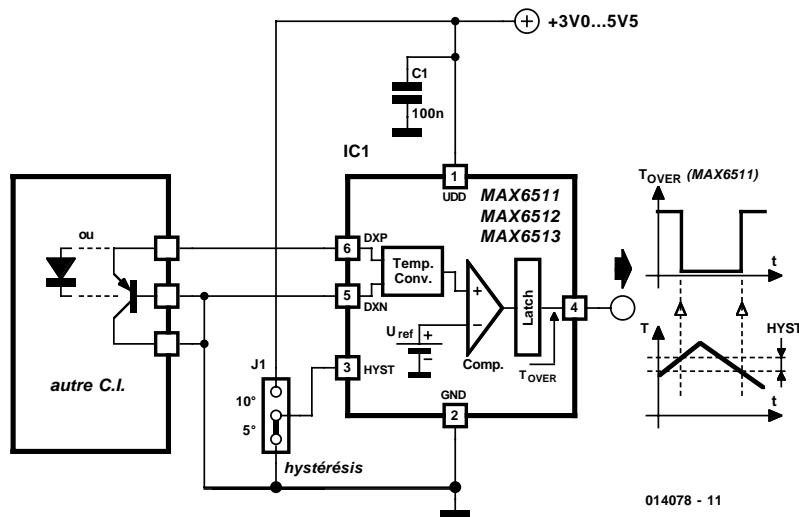 +3V0...5V5
C1
100n
IC1
1
UDD
MAX6511
MAX6512
MAX6513
TOVER (MAX6511)
t
ou
6
DXP
5
DXN
Temp.
Conv.
+
−
Uref
+
−
Comp.
Latch
TOVER
4
3
HYST
J1
10°
5°
hystérésis
GND
2
autre C.I.
T
HYST
t
014078 - 11